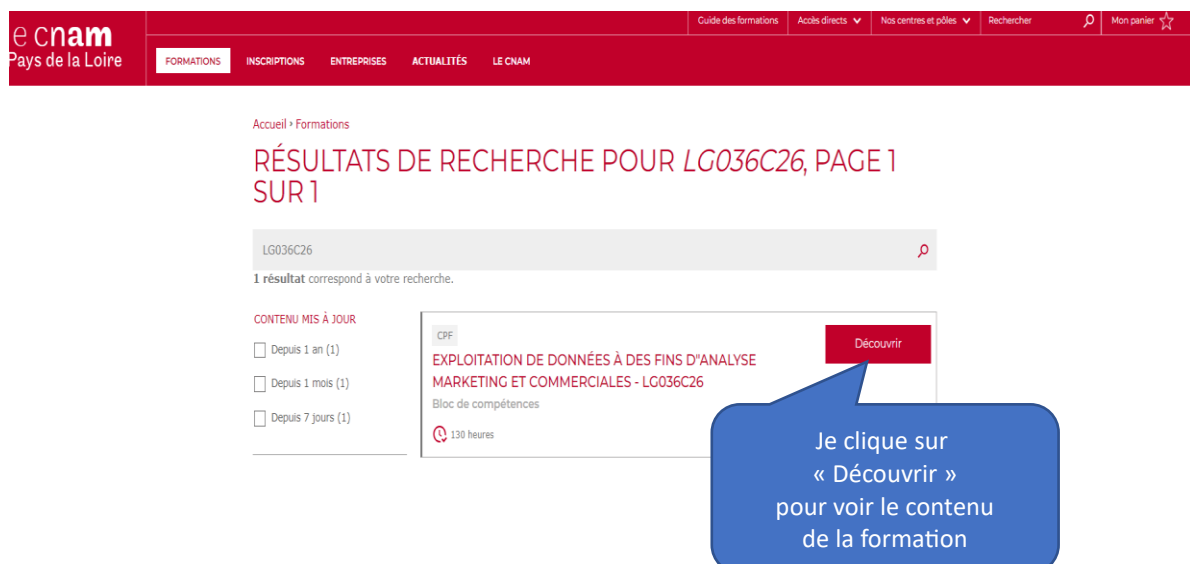 Guide des formations Accès directs Nos centres et pôles Rechercher Mon panier
e cnam
Pays de la Loire
FORMATIONS INSCRIPTIONS ENTREPRISES ACTUALITÉS LE CNAM
Accueil › Formations
RÉSULTATS DE RECHERCHE POUR LG036C26, PAGE 1
SUR 1
LG036C26
1 résultat correspond à votre recherche.
CONTENU MIS À JOUR
Depuis 1 an (1)
Depuis 1 mois (1)
Depuis 7 jours (1)
CPF
EXPLOITATION DE DONNÉES À DES FINS D"ANALYSE
MARKETING ET COMMERCIALES - LG036C26
Bloc de compétences
130 heures
Découvrir
Je clique sur
« Découvrir »
pour voir le contenu
de la formation